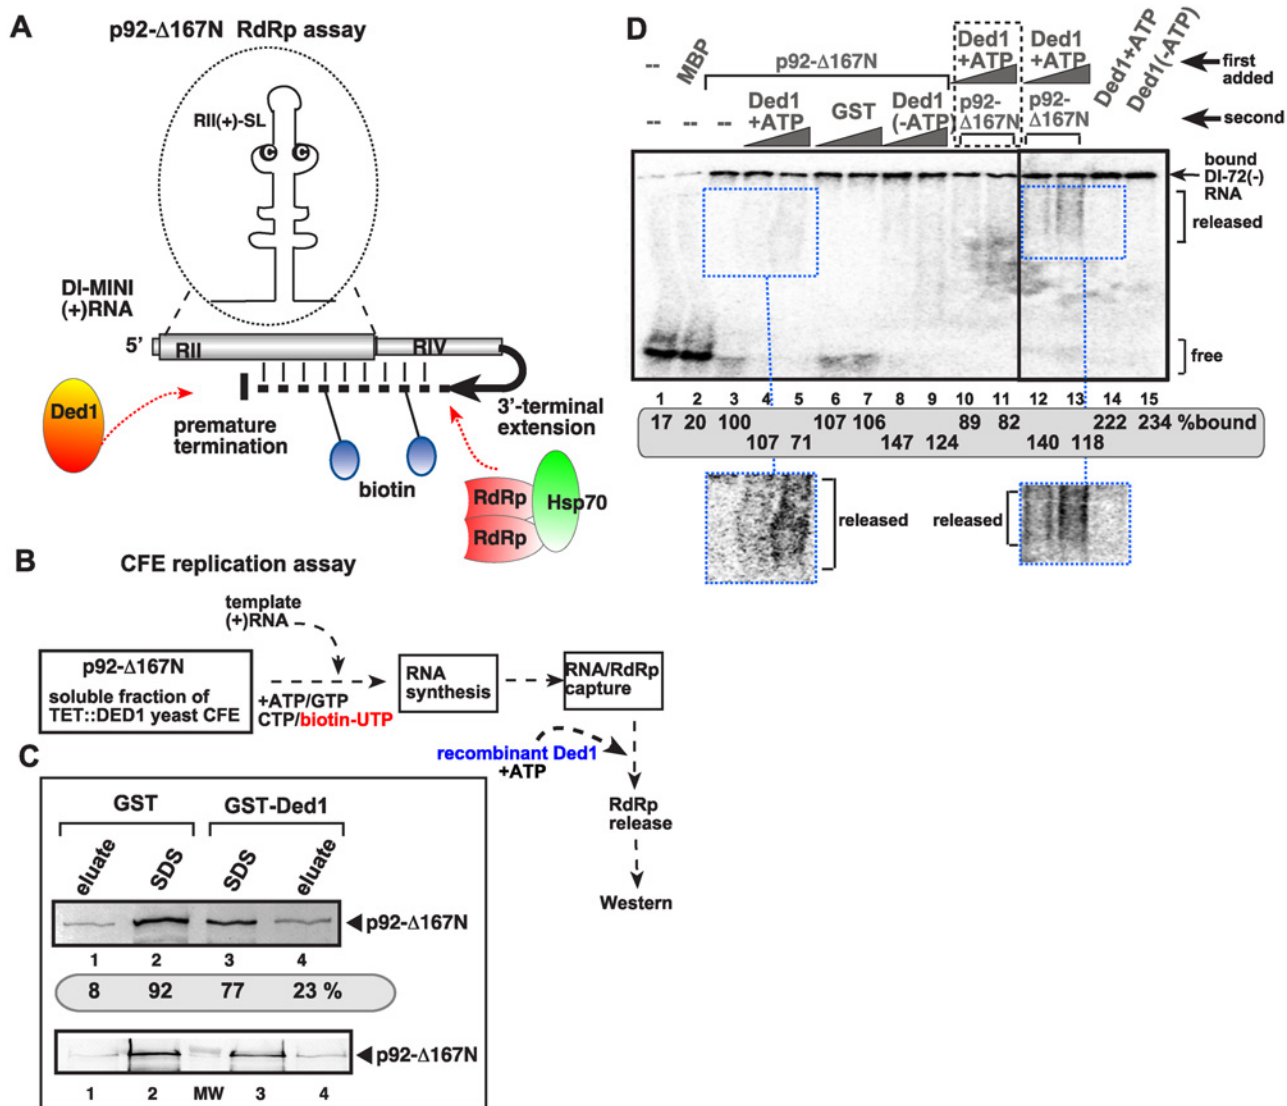 A
p92-Δ167N RdRp assay
RII(+)-SL
C C
DI-MINI
(+)RNA
5'
RII
RIV
Ded1
premature
termination
3'-terminal
extension
biotin
RdRp
RdRp
Hsp70
B
CFE replication assay
template
(+)RNA
p92-Δ167N
soluble fraction of
TET::DED1 yeast CFE
+ATP/GTP
CTP/biotin-UTP
RNA
synthesis
RNA/RdRp
capture
recombinant Ded1
+ATP
RdRp
release
Western
C
GST GST-Ded1
eluate SDS SDS eluate
p92-Δ167N
1 2 3 4
8 92 77 23 %
p92-Δ167N
1 2 MW 3 4
D
-- MBP p92-Δ167N Ded1 +ATP Ded1 +ATP Ded1+ATP Ded1(-ATP) first added
-- -- -- Ded1 +ATP GST Ded1 (-ATP) p92-Δ167N p92-Δ167N second
bound
DI-72(-)
RNA
released
free
1 2 3 4 5 6 7 8 9 10 11 12 13 14 15
17 20 100 107 106 89 82 222 234 %bound
107 71 147 124 140 118
released
released